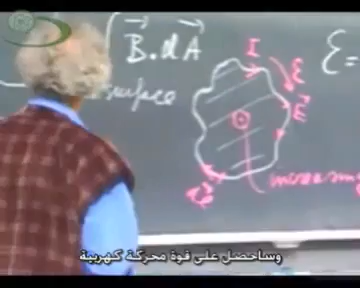 B⃗.dA⃗
I
ℰ
ℰ=
surface
E⃗
increasing
وساحصل على قوة محركة كهربية